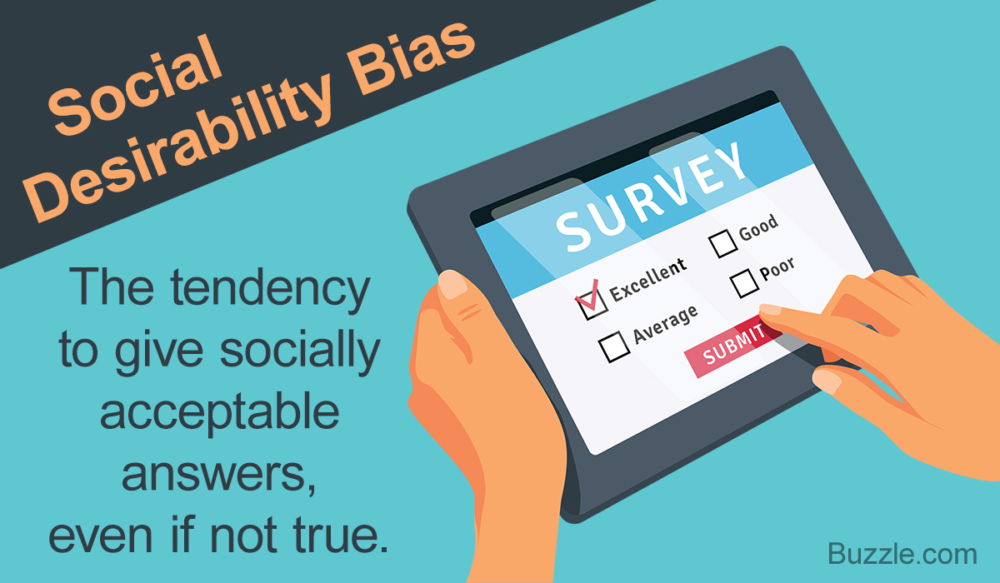 Social
Desirability Bias
The tendency
to give socially
acceptable
answers,
even if not true.
SURVEY
Excellent
Good
Average
Poor
SUBMIT
Buzzle.com